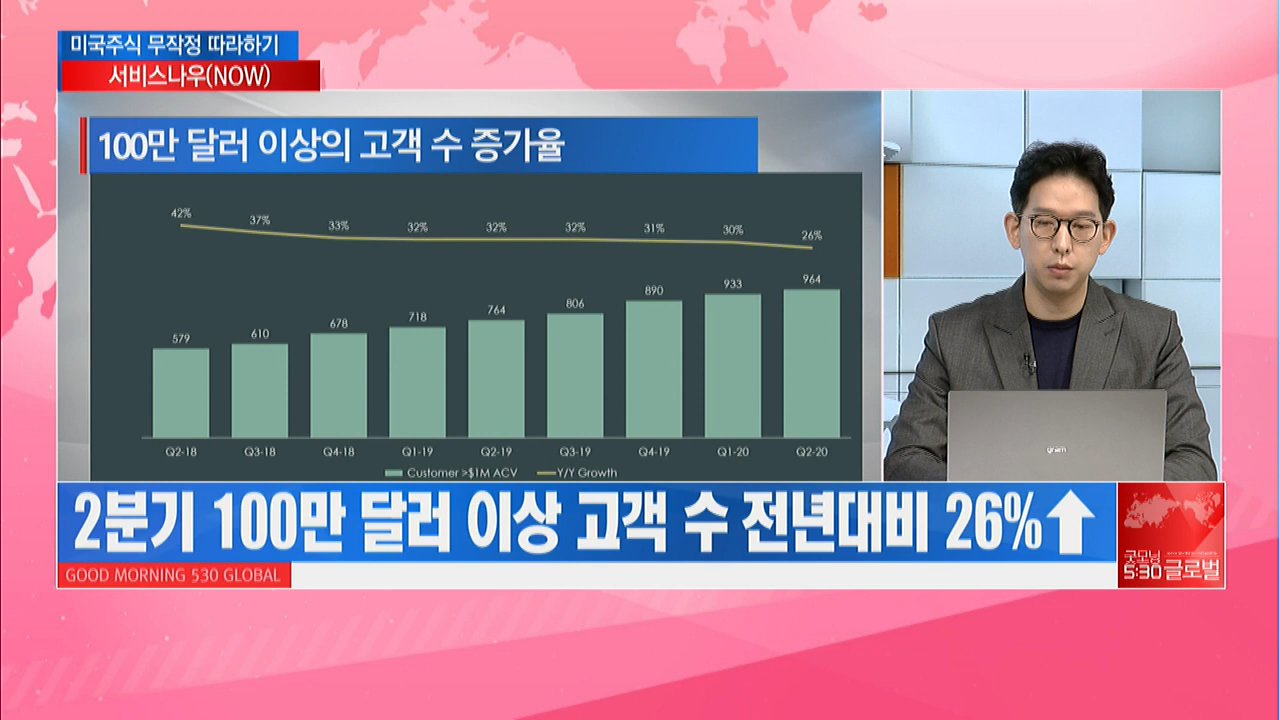 미국주식 무작정 따라하기
서비스나우(NOW)
100만 달러 이상의 고객 수 증가율
42% 37% 33% 32% 32% 32% 31% 30% 26%
579 610 678 718 764 806 890 933 964
Q2-18 Q3-18 Q4-18 Q1-19 Q2-19 Q3-19 Q4-19 Q1-20 Q2-20
Customer >$1M ACV Y/Y Growth
gram
2분기 100만 달러 이상 고객 수 전년대비 26%↑
GOOD MORNING 530 GLOBAL
굿모닝
5:30 글로벌